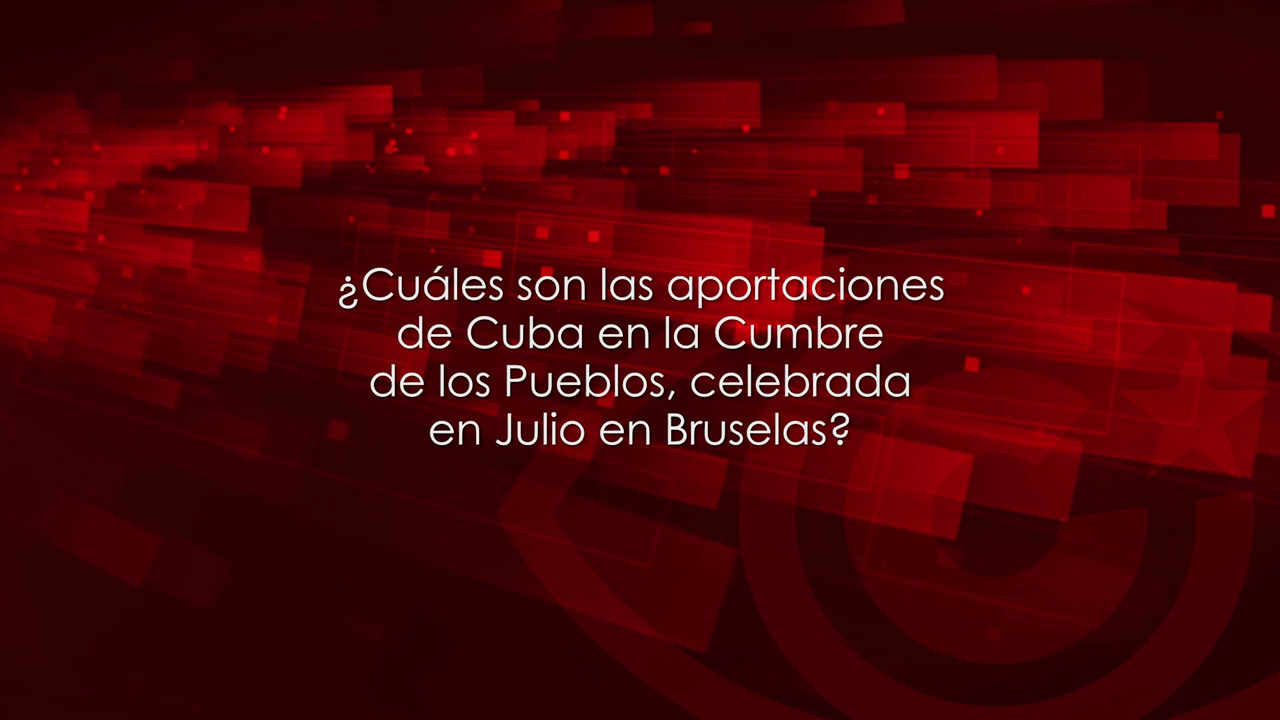 ¿Cuáles son las aportaciones
de Cuba en la Cumbre
de los Pueblos, celebrada
en Julio en Bruselas?